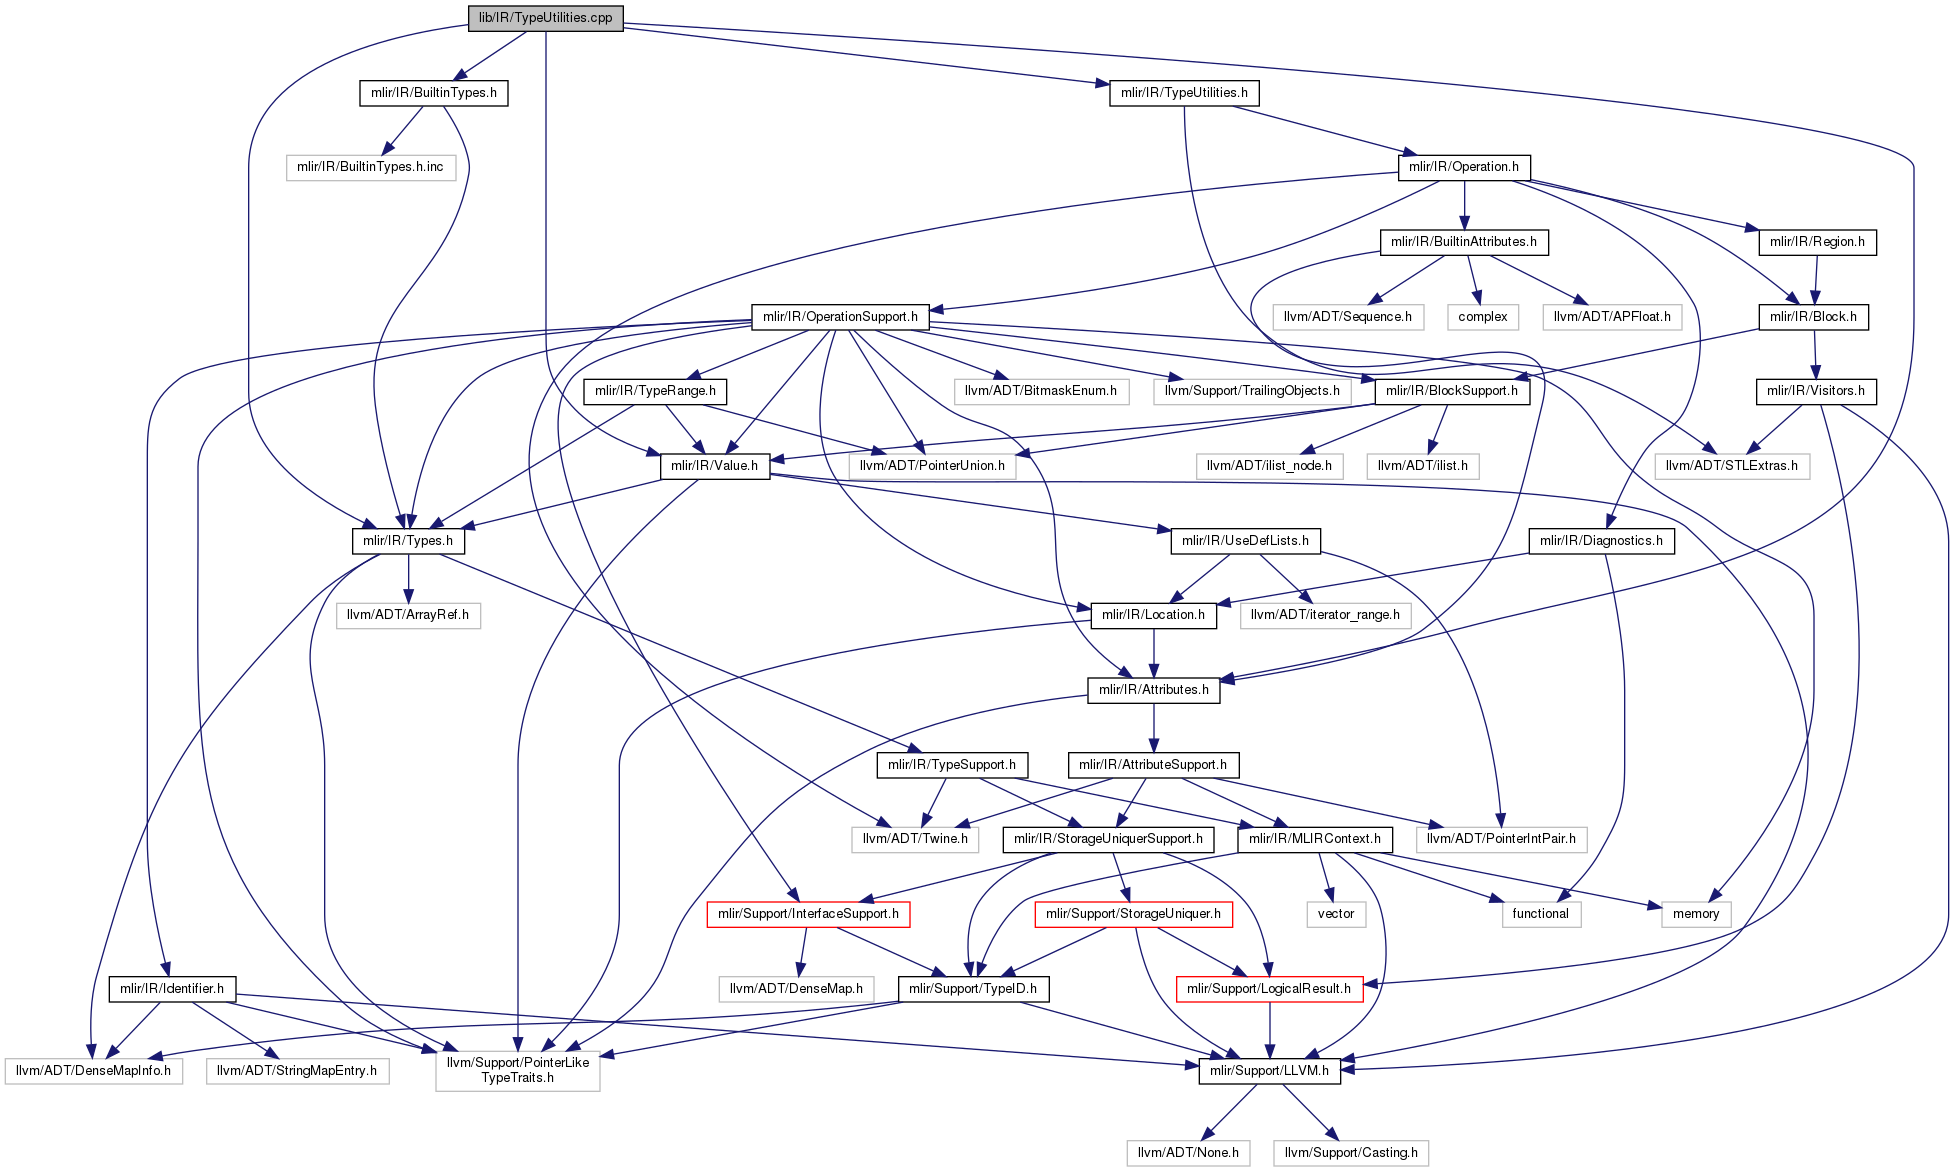 lib/IR/TypeUtilities.cpp
mlir/IR/BuiltinTypes.h
mlir/IR/TypeUtilities.h
mlir/IR/BuiltinTypes.h.inc
mlir/IR/Operation.h
mlir/IR/BuiltinAttributes.h
mlir/IR/Region.h
mlir/IR/OperationSupport.h
llvm/ADT/Sequence.h
complex
llvm/ADT/APFloat.h
mlir/IR/Block.h
mlir/IR/TypeRange.h
llvm/ADT/BitmaskEnum.h
llvm/Support/TrailingObjects.h
mlir/IR/BlockSupport.h
mlir/IR/Visitors.h
mlir/IR/Value.h
llvm/ADT/PointerUnion.h
llvm/ADT/ilist_node.h
llvm/ADT/ilist.h
llvm/ADT/STLExtras.h
mlir/IR/Types.h
mlir/IR/UseDefLists.h
mlir/IR/Diagnostics.h
llvm/ADT/ArrayRef.h
mlir/IR/Location.h
llvm/ADT/iterator_range.h
mlir/IR/Attributes.h
mlir/IR/TypeSupport.h
mlir/IR/AttributeSupport.h
llvm/ADT/Twine.h
mlir/IR/StorageUniquerSupport.h
mlir/IR/MLIRContext.h
llvm/ADT/PointerIntPair.h
mlir/Support/InterfaceSupport.h
mlir/Support/StorageUniquer.h
vector
functional
memory
mlir/IR/Identifier.h
llvm/ADT/DenseMap.h
mlir/Support/TypeID.h
mlir/Support/LogicalResult.h
llvm/ADT/DenseMapInfo.h
llvm/ADT/StringMapEntry.h
llvm/Support/PointerLike
TypeTraits.h
mlir/Support/LLVM.h
llvm/ADT/None.h
llvm/Support/Casting.h